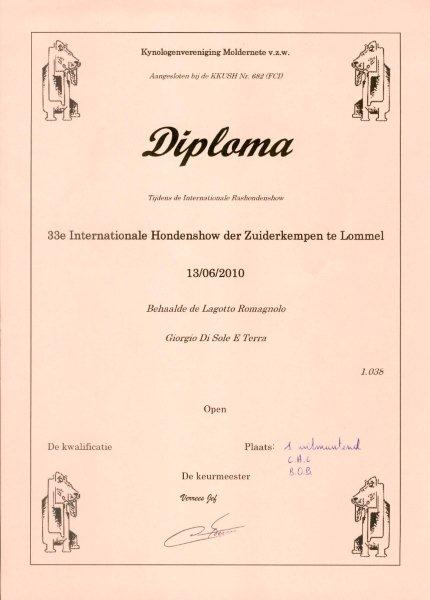 Kynologenvereniging Moldernete v.z.w.
Aangesloten bij de KKUSH Nr. 682 (FCI)
Diploma
Tijdens de Internationale Rashondenshow
33e Internationale Hondenshow der Zuiderkempen te Lommel
13/06/2010
Behaalde de Lagotto Romagnolo
Giorgio Di Sole E Terra
1.038
Open
De kwalificatie Plaats: 1 uitmuntend
C.A.C
B.O.B.
De keurmeester
Verrees Jef